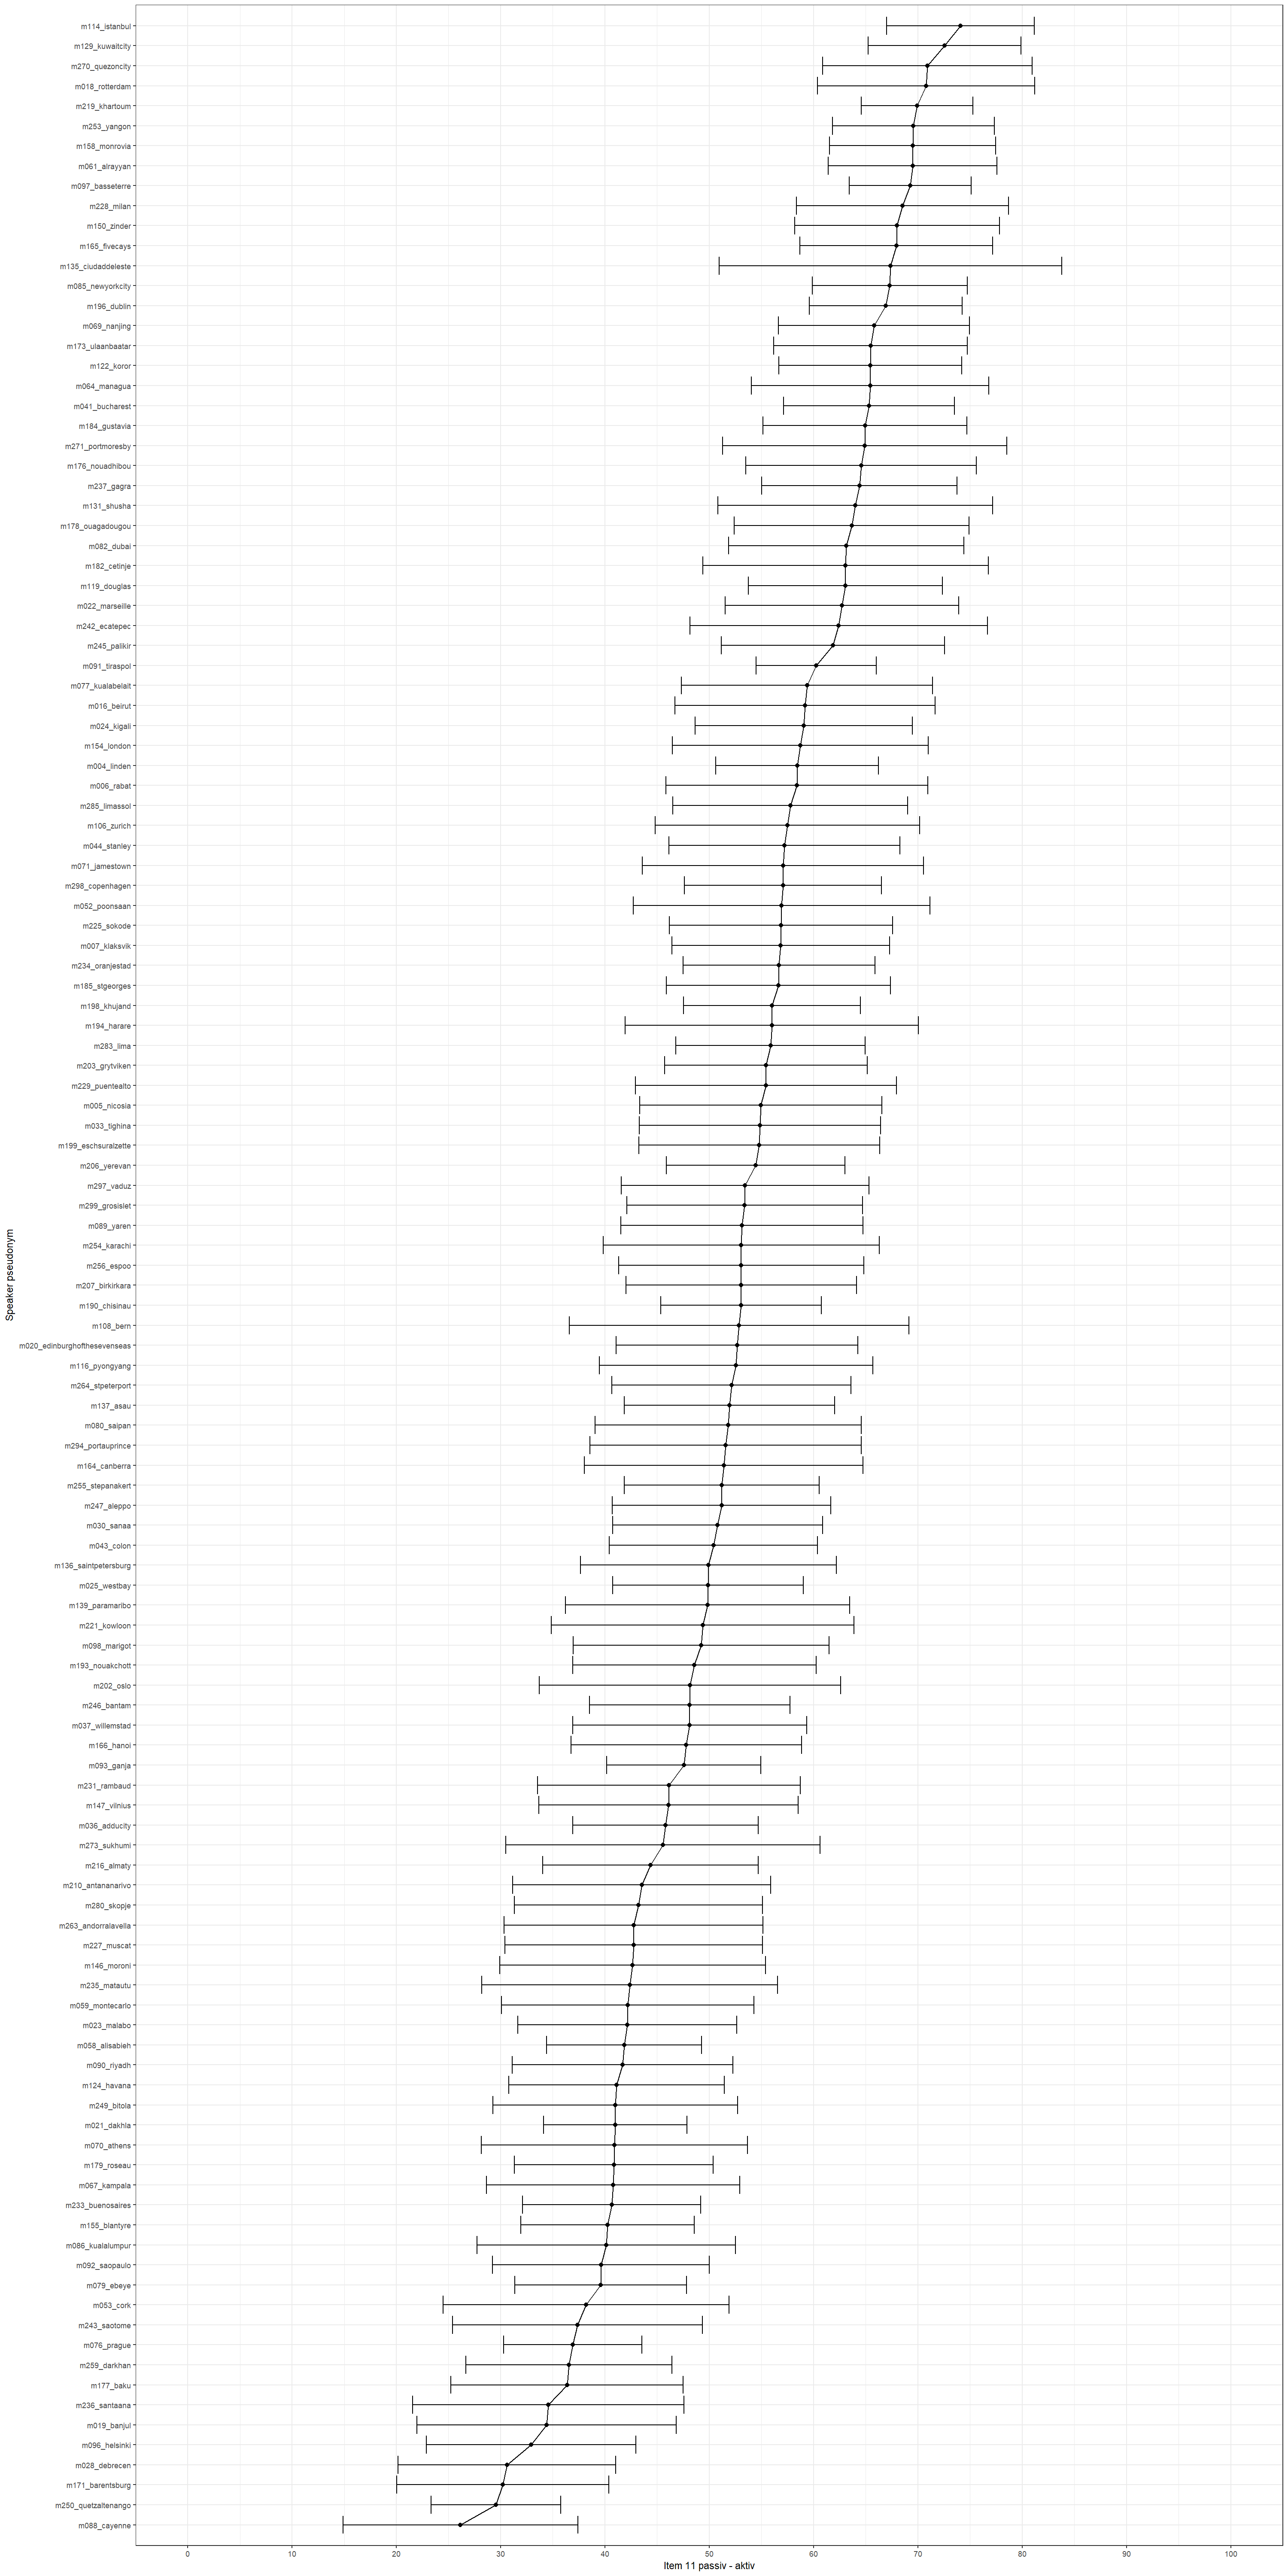 m114_istanbul
m129_kuwaitcity
m270_quezoncity
m018_rotterdam
m219_khartoum
m253_yangon
m158_monrovia
m061_alrayyan
m097_basseterre
m228_milan
m150_zinder
m165_fivecays
m135_ciudaddeleste
m085_newyorkcity
m196_dublin
m069_nanjing
m173_ulaanbaatar
m122_koror
m064_managua
m041_bucharest
m184_gustavia
m271_portmoresby
m176_nouadhibou
m237_gagra
m131_shusha
m178_ouagadougou
m082_dubai
m182_cetinje
m119_douglas
m022_marseille
m242_ecatepec
m245_palikir
m091_tiraspol
m077_kualabelait
m016_beirut
m024_kigali
m154_london
m004_linden
m006_rabat
m285_limassol
m106_zurich
m044_stanley
m071_jamestown
m298_copenhagen
m052_poonsaan
m225_sokode
m007_klaksvik
m234_oranjestad
m185_stgeorges
m198_khujand
m194_harare
m283_lima
m203_grytviken
m229_puentealto
m005_nicosia
m033_tighina
m199_eschsuralzette
m206_yerevan
m297_vaduz
m299_grosislet
m089_yaren
m254_karachi
m256_espoo
m207_birkirkara
m190_chisinau
m108_bern
m020_edinburghofthesevenseas
m116_pyongyang
m264_stpeterport
m137_asau
m080_saipan
m294_portauprince
m164_canberra
m255_stepanakert
m247_aleppo
m030_sanaa
m043_colon
m136_saintpetersburg
m025_westbay
m139_paramaribo
m221_kowloon
m098_marigot
m193_nouakchott
m202_oslo
m246_bantam
m037_willemstad
m166_hanoi
m093_ganja
m231_rambaud
m147_vilnius
m036_adducity
m273_sukhumi
m216_almaty
m210_antananarivo
m280_skopje
m263_andorralavella
m227_muscat
m146_moroni
m235_matautu
m059_montecarlo
m023_malabo
m058_alisabieh
m090_riyadh
m124_havana
m249_bitola
m021_dakhla
m070_athens
m179_roseau
m067_kampala
m233_buenosaires
m155_blantyre
m086_kualalumpur
m092_saopaulo
m079_ebeye
m053_cork
m243_saotome
m076_prague
m259_darkhan
m177_baku
m236_santaana
m019_banjul
m096_helsinki
m028_debrecen
m171_barentsburg
m250_quetzaltenango
m088_cayenne
Speaker pseudonym
0 10 20 30 40 50 60 70 80 90 100
Item 11 passiv - aktiv